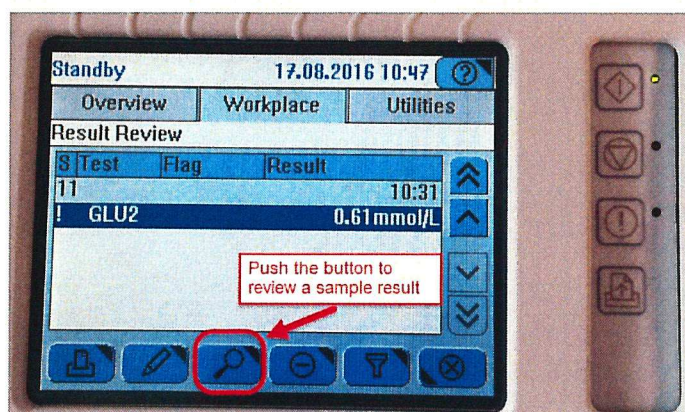 Standby 17.08.2016 10:47 ?
Overview Workplace Utilities
Result Review
S Test Flag Result
11 10:31
! GLU2 0.61mmol/L
Push the button to
review a sample result